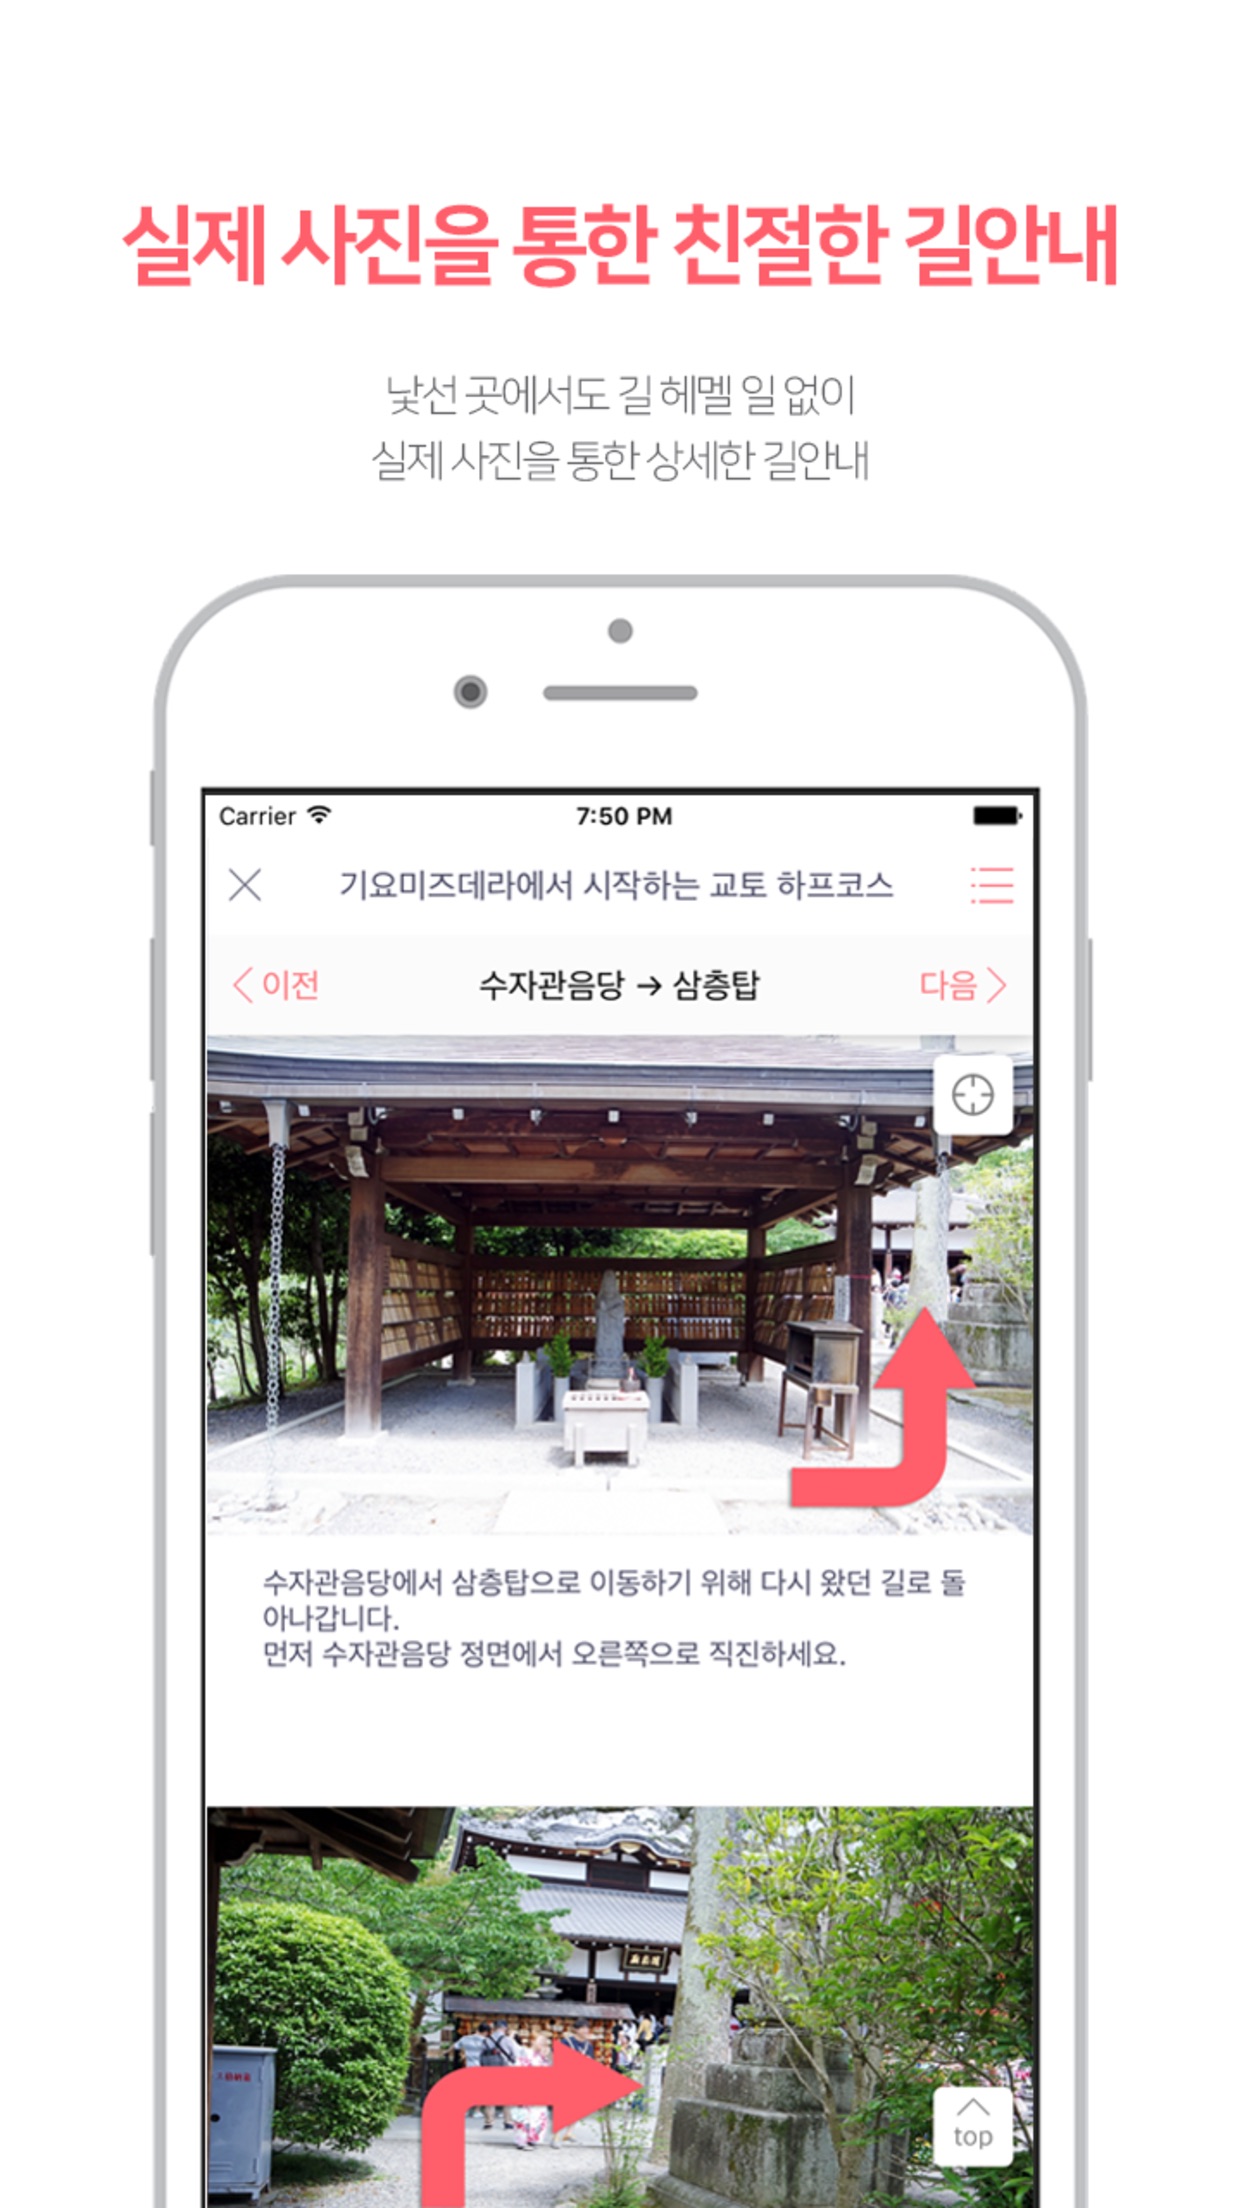 실제 사진을 통한 친절한 길안내
낯선 곳에서도 길 헤멜 일 없이
실제 사진을 통한 상세한 길안내
Carrier
7:50 PM
기요미즈데라에서 시작하는 교토 하프코스
이전
수자관음당 → 삼층탑
다음
수자관음당에서 삼층탑으로 이동하기 위해 다시 왔던 길로 돌
아나갑니다.
먼저 수자관음당 정면에서 오른쪽으로 직진하세요.
top